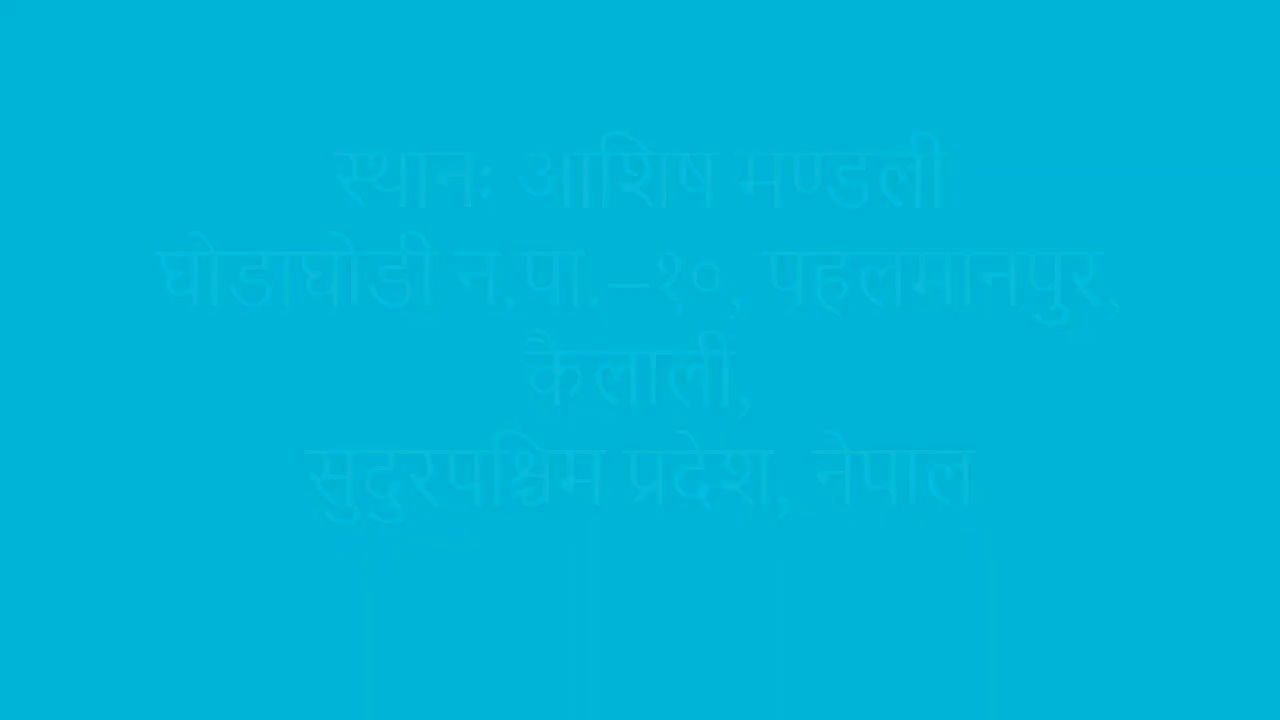 स्थानः आशिष मण्डली
घोडाघोडी न.पा.–१०, पहलमानपुर,
कैलाली,
सुदुरपश्चिम प्रदेश, नेपाल